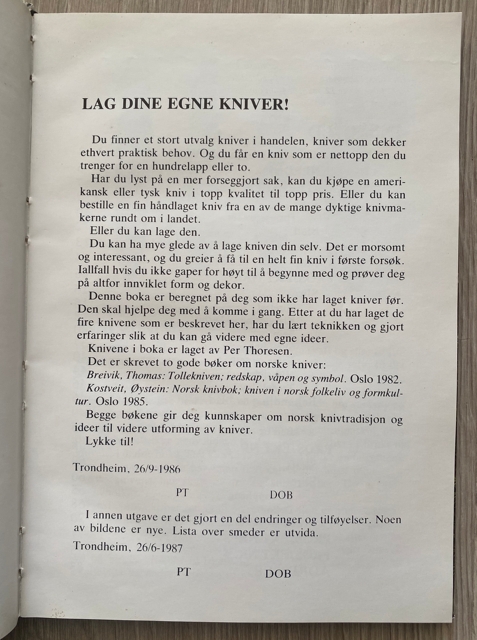 LAG DINE EGNE KNIVER!
Du finner et stort utvalg kniver i handelen, kniver som dekker
ethvert praktisk behov. Og du får en kniv som er nettopp den du
trenger for en hundrelapp eller to.
Har du lyst på en mer forseggjort sak, kan du kjøpe en ameri-
kansk eller tysk kniv i topp kvalitet til topp pris. Eller du kan
bestille en fin håndlaget kniv fra en av de mange dyktige knivma-
kerne rundt om i landet.
Eller du kan lage den.
Du kan ha mye glede av å lage kniven din selv. Det er morsomt
og interessant, og du greier å få til en helt fin kniv i første forsøk.
Iallfall hvis du ikke gaper for høyt til å begynne med og prøver deg
på altfor innviklet form og dekor.
Denne boka er beregnet på deg som ikke har laget kniver før.
Den skal hjelpe deg med å komme i gang. Etter at du har laget de
fire knivene som er beskrevet her, har du lært teknikken og gjort
erfaringer slik at du kan gå videre med egne ideer.
Knivene i boka er laget av Per Thoresen.
Det er skrevet to gode bøker om norske kniver:
Breivik, Thomas: Tollekniven; redskap, våpen og symbol. Oslo 1982.
Kostveit, Øystein: Norsk knivbok; kniven i norsk folkeliv og formkul-
tur. Oslo 1985.
Begge bøkene gir deg kunnskaper om norsk knivtradisjon og
ideer til videre utforming av kniver.
Lykke til!
Trondheim, 26/9-1986
PT DOB
I annen utgave er det gjort en del endringer og tilføyelser. Noen
av bildene er nye. Lista over smeder er utvida.
Trondheim, 26/6-1987
PT DOB